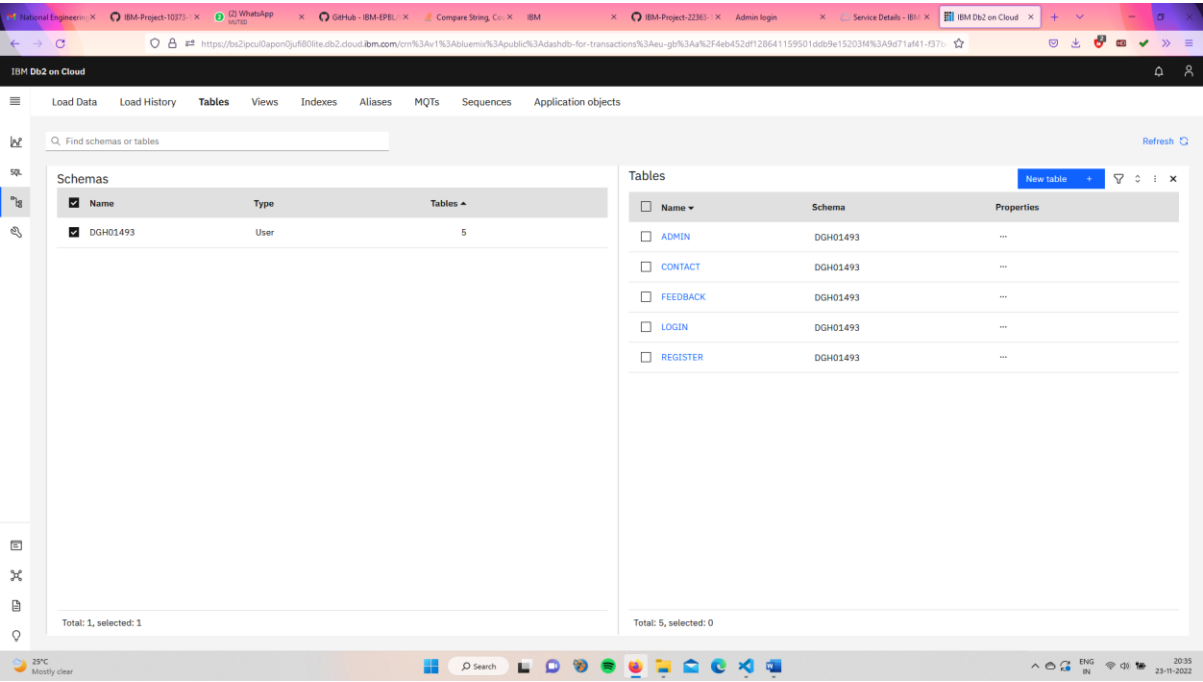 National Engineering
IBM-Project-10373-
(2) WhatsApp
MUTED
GitHub - IBM-EPBL/
Compare String, Co
IBM
IBM-Project-22363-
Admin login
Service Details - IBM
IBM Db2 on Cloud
IBM Db2 on Cloud
Load Data Load History Tables Views Indexes Aliases MQTs Sequences Application objects
Find schemas or tables
Refresh
SQL
Schemas
Name Type Tables
DGH01493 User 5
Total: 1, selected: 1
Tables
New table +
Name Schema Properties
ADMIN DGH01493 ...
CONTACT DGH01493 ...
FEEDBACK DGH01493 ...
LOGIN DGH01493 ...
REGISTER DGH01493 ...
Total: 5, selected: 0
25°C
Mostly clear
Search
ENG
IN
20:35
23-11-2022